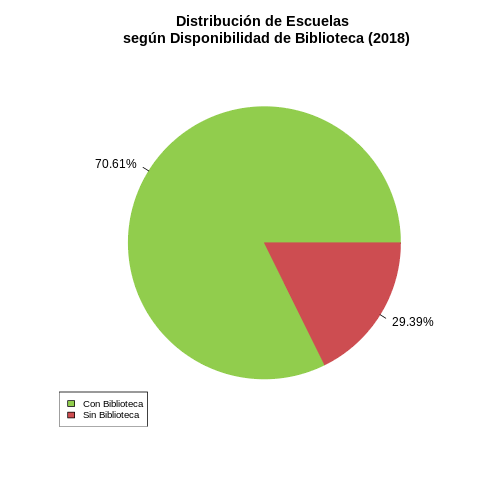 Distribución de Escuelas
según Disponibilidad de Biblioteca (2018)
70.61%
29.39%
Con Biblioteca
Sin Biblioteca